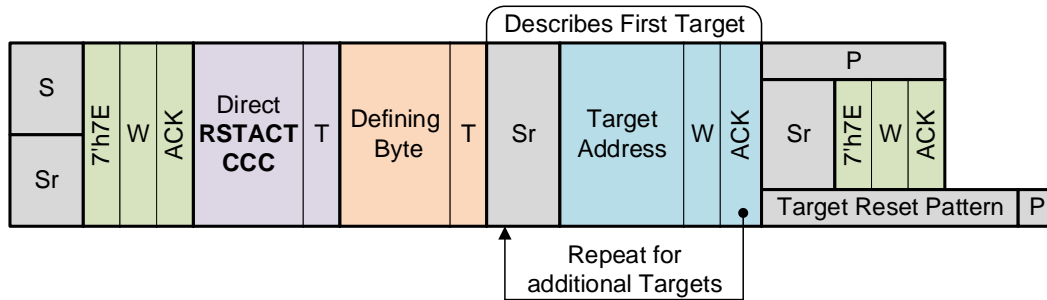 Describes First Target
S
Sr
7'h7E
W
ACK
Direct
RSTACT
CCC
T
Defining
Byte
T
Sr
Target
Address
W
ACK
P
Sr
7'h7E
W
ACK
Target Reset Pattern
P
Repeat for
additional Targets